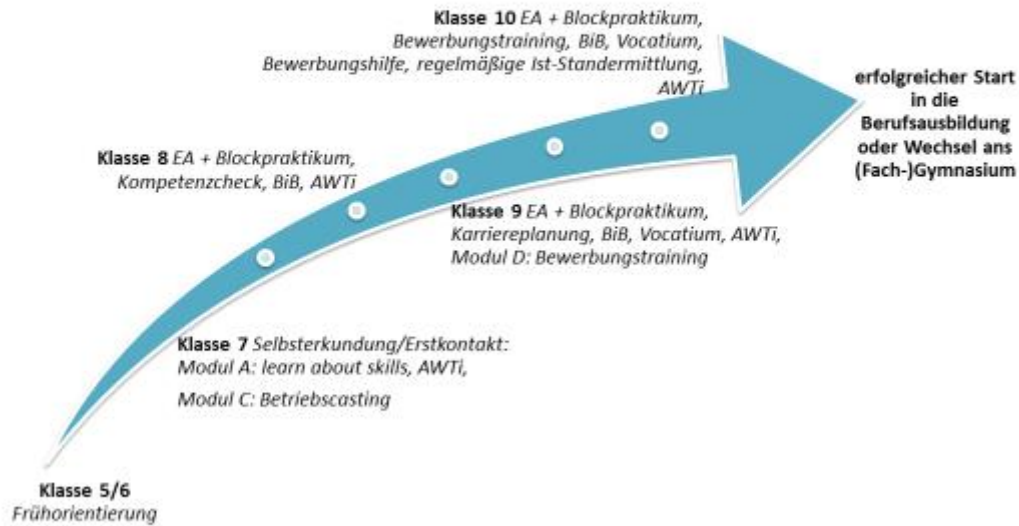 Klasse 10 EA + Blockpraktikum,
Bewerbungstraining, BiB, Vocatium,
Bewerbungshilfe, regelmäßige Ist-Standermittlung,
AWTi
erfolgreicher Start
in die
Berufsausbildung
oder Wechsel ans
(Fach-)Gymnasium
Klasse 8 EA + Blockpraktikum,
Kompetenzcheck, BiB, AWTi
Klasse 9 EA + Blockpraktikum,
Karriereplanung, BiB, Vocatium, AWTi,
Modul D: Bewerbungstraining
Klasse 7 Selbsterkundung/Erstkontakt:
Modul A: learn about skills, AWTi,
Modul C: Betriebscasting
Klasse 5/6
Frühorientierung